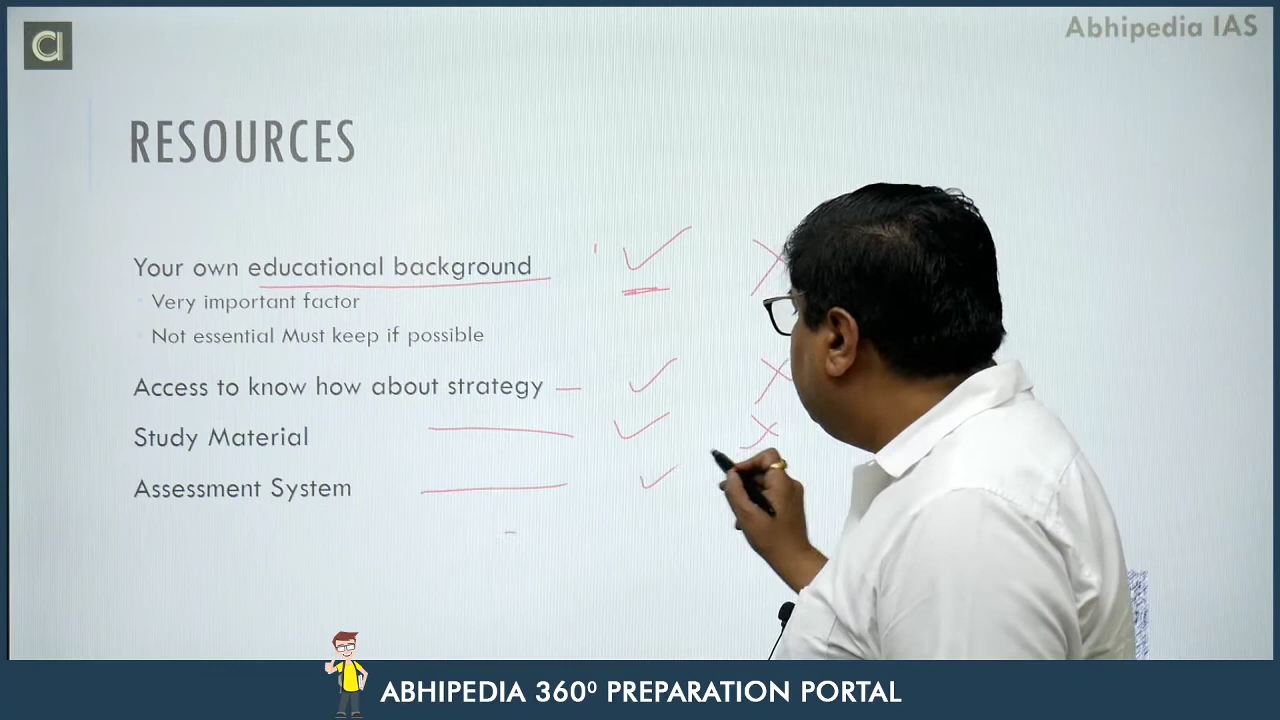 Abhipedia IAS
RESOURCES
Your own educational background
Very important factor
Not essential Must keep if possible
Access to know how about strategy
Study Material
Assessment System
ABHIPEDIA 360⁰ PREPARATION PORTAL